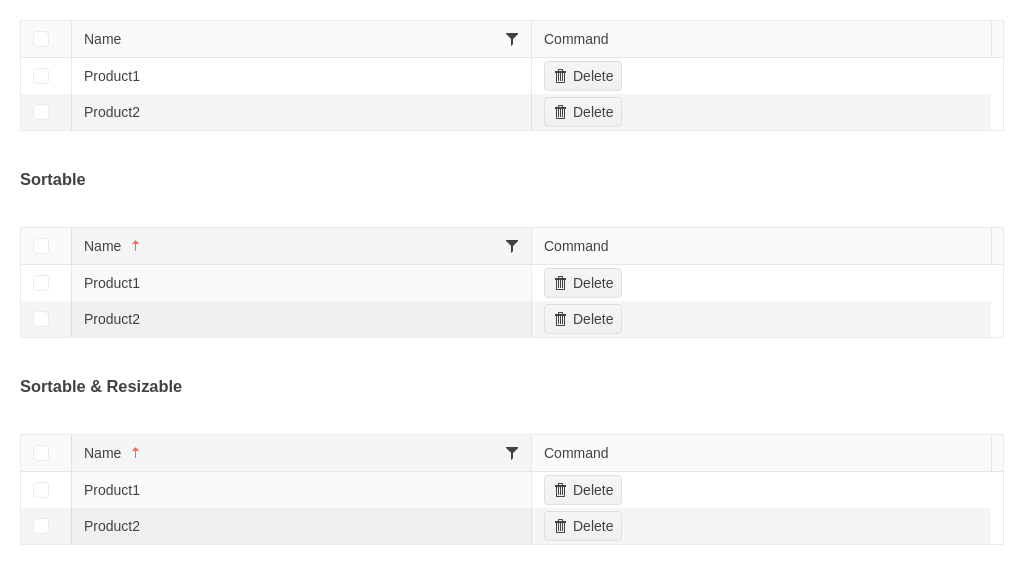 Name Command
Product1 Delete
Product2 Delete
Sortable
Name Command
Product1 Delete
Product2 Delete
Sortable & Resizable
Name Command
Product1 Delete
Product2 Delete